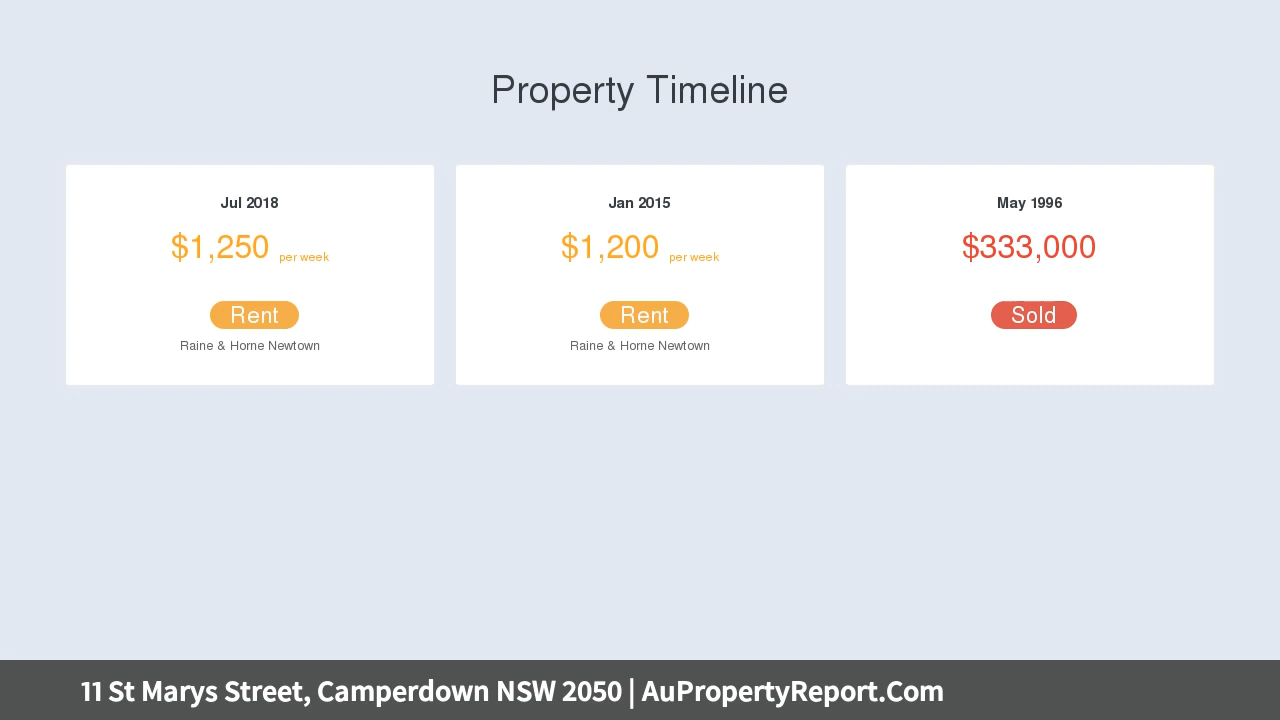 Property Timeline
Jul 2018
$1,250 per week
Rent
Raine & Horne Newtown
Jan 2015
$1,200 per week
Rent
Raine & Horne Newtown
May 1996
$333,000
Sold
11 St Marys Street, Camperdown NSW 2050 | AuPropertyReport.Com